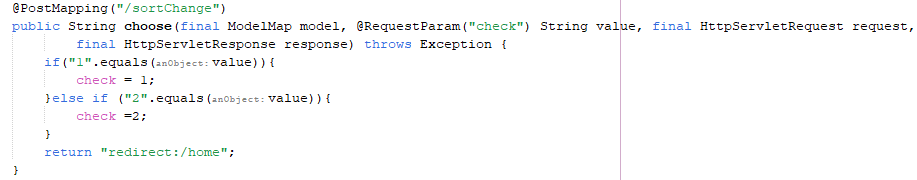 @PostMapping("/sortChange")
public String choose(final ModelMap model, @RequestParam("check") String value, final HttpServletRequest request,
        final HttpServletResponse response) throws Exception {
    if("1".equals(anObject: value)){
        check = 1;
    }else if ("2".equals(anObject: value)){
        check =2;
    }
    return "redirect:/home";
}